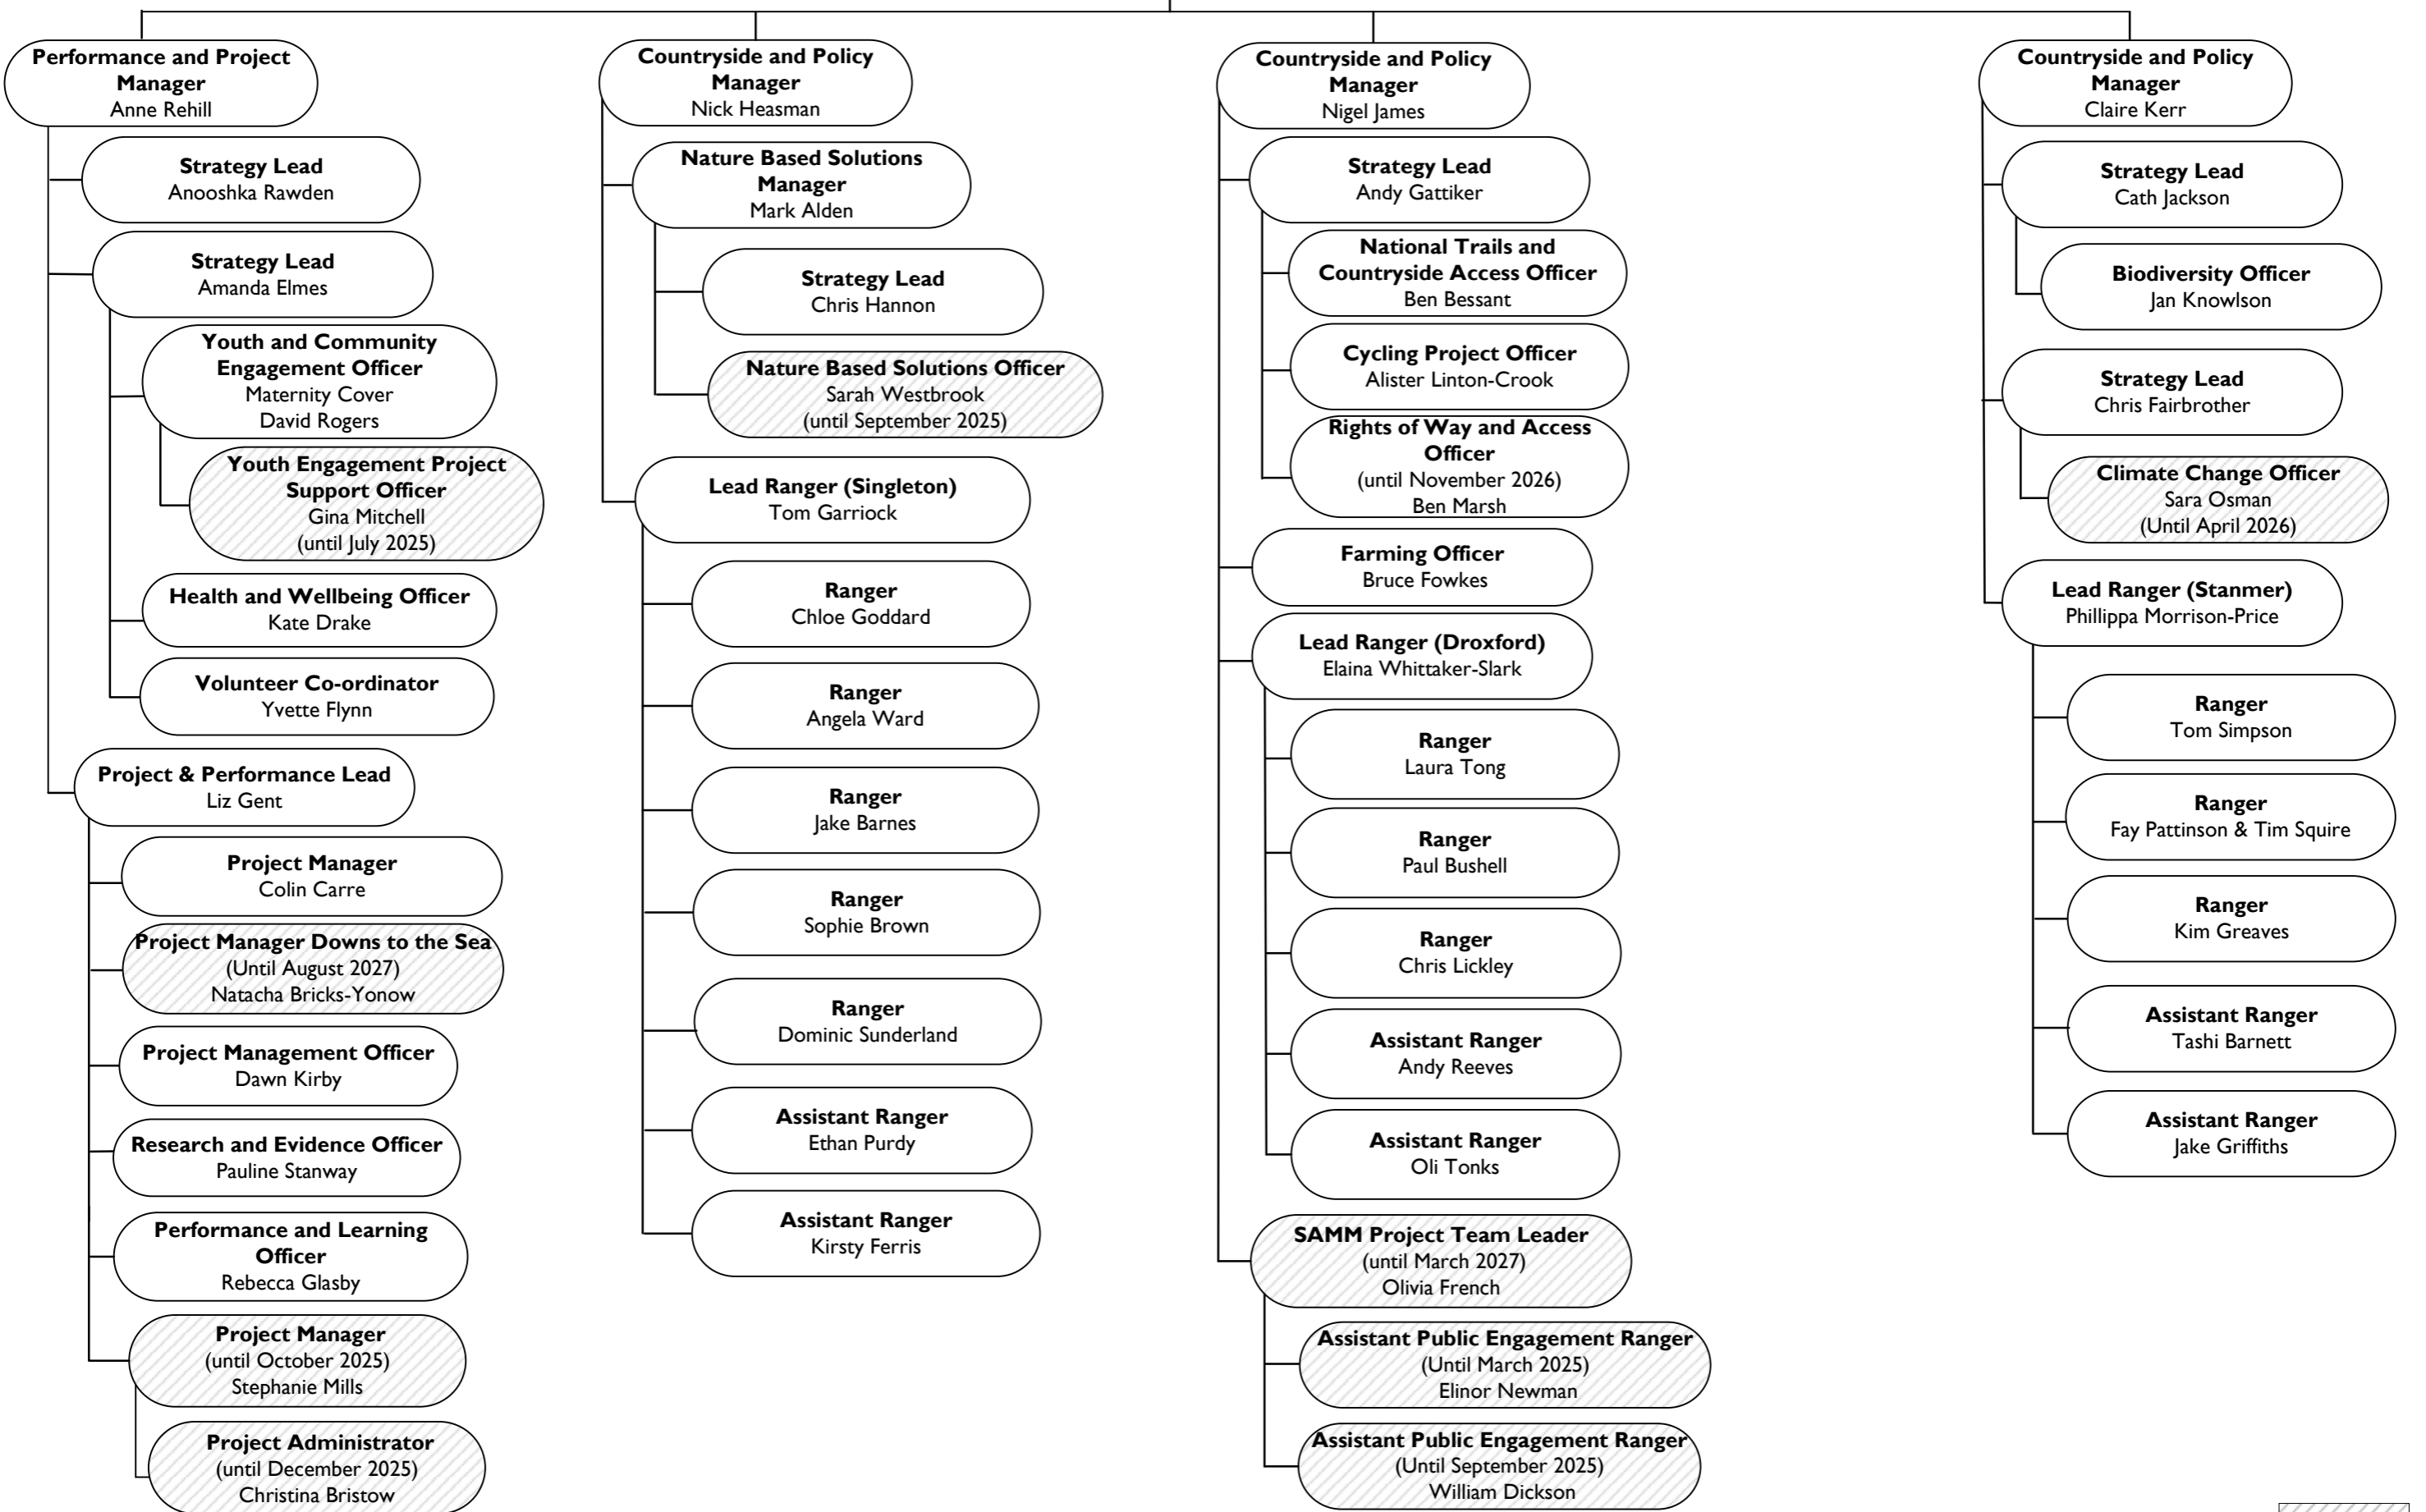 Performance and Project
Manager
Anne Rehill
Strategy Lead
Anooshka Rawden
Strategy Lead
Amanda Elmes
Youth and Community
Engagement Officer
Maternity Cover
David Rogers
Youth Engagement Project
Support Officer
Gina Mitchell
(until July 2025)
Health and Wellbeing Officer
Kate Drake
Volunteer Co-ordinator
Yvette Flynn
Project & Performance Lead
Liz Gent
Project Manager
Colin Carre
Project Manager Downs to the Sea
(Until August 2027)
Natacha Bricks-Yonow
Project Management Officer
Dawn Kirby
Research and Evidence Officer
Pauline Stanway
Performance and Learning
Officer
Rebecca Glasby
Project Manager
(until October 2025)
Stephanie Mills
Project Administrator
(until December 2025)
Christina Bristow
Countryside and Policy
Manager
Nick Heasman
Nature Based Solutions
Manager
Mark Alden
Strategy Lead
Chris Hannon
Nature Based Solutions Officer
Sarah Westbrook
(until September 2025)
Lead Ranger (Singleton)
Tom Garriock
Ranger
Chloe Goddard
Ranger
Angela Ward
Ranger
Jake Barnes
Ranger
Sophie Brown
Ranger
Dominic Sunderland
Assistant Ranger
Ethan Purdy
Assistant Ranger
Kirsty Ferris
Countryside and Policy
Manager
Nigel James
Strategy Lead
Andy Gattiker
National Trails and
Countryside Access Officer
Ben Bessant
Cycling Project Officer
Alister Linton-Crook
Rights of Way and Access
Officer
(until November 2026)
Ben Marsh
Farming Officer
Bruce Fowkes
Lead Ranger (Droxford)
Elaina Whittaker-Slark
Ranger
Laura Tong
Ranger
Paul Bushell
Ranger
Chris Lickley
Assistant Ranger
Andy Reeves
Assistant Ranger
Oli Tonks
SAMM Project Team Leader
(until March 2027)
Olivia French
Assistant Public Engagement Ranger
(Until March 2025)
Elinor Newman
Assistant Public Engagement Ranger
(Until September 2025)
William Dickson
Countryside and Policy
Manager
Claire Kerr
Strategy Lead
Cath Jackson
Biodiversity Officer
Jan Knowlson
Strategy Lead
Chris Fairbrother
Climate Change Officer
Sara Osman
(Until April 2026)
Lead Ranger (Stanmer)
Phillippa Morrison-Price
Ranger
Tom Simpson
Ranger
Fay Pattinson & Tim Squire
Ranger
Kim Greaves
Assistant Ranger
Tashi Barnett
Assistant Ranger
Jake Griffiths